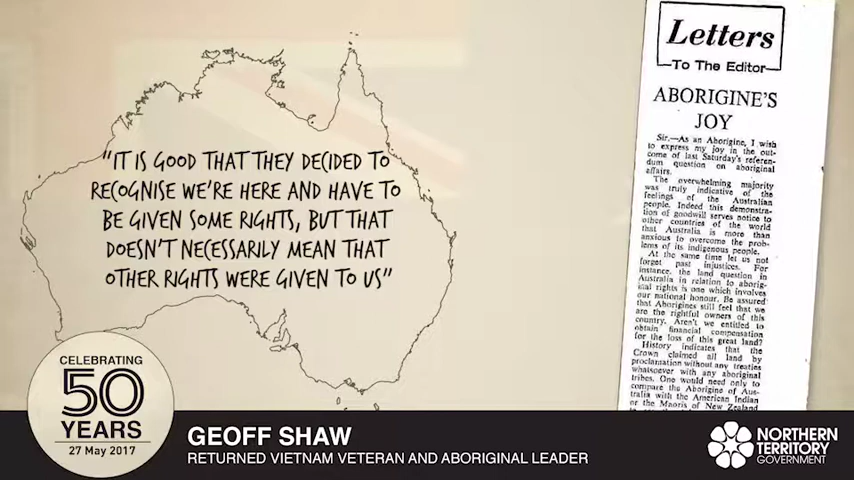 "IT IS GOOD THAT THEY DECIDED TO
RECOGNISE WE'RE HERE AND HAVE TO
BE GIVEN SOME RIGHTS, BUT THAT
DOESN'T NECESSARILY MEAN THAT
OTHER RIGHTS WERE GIVEN TO US"
Letters
To The Editor
ABORIGINE'S
JOY
Sir.—As an Aborigine, I wish
to express my joy in the out-
come of last Saturday's referen-
dum question on aboriginal
affairs.
The overwhelming majority
was truly indicative of the
feelings of the Australian
people. Indeed this demonstra-
tion of goodwill serves notice to
other countries of the world
that Australia is more than
anxious to overcome the prob-
lems of its indigenous people.
At the same time let us not
forget past injustices. For
instance, the land question in
Australia in relation to aborig-
inal rights is one which involves
our national honour. Be assured
that Aborigines still feel that we
are the rightful owners of this
country. Aren't we entitled to
obtain financial compensation
for the loss of this great land?
History indicates that the
Crown claimed all land by
proclamation without any treaties
whatsoever with any aboriginal
tribes. One would need only to
compare the Aborigine of Aus-
tralia with the American Indian
or the Maoris of New Zealand
CELEBRATING
50
YEARS
27 May 2017
GEOFF SHAW
RETURNED VIETNAM VETERAN AND ABORIGINAL LEADER
NORTHERN
TERRITORY
GOVERNMENT